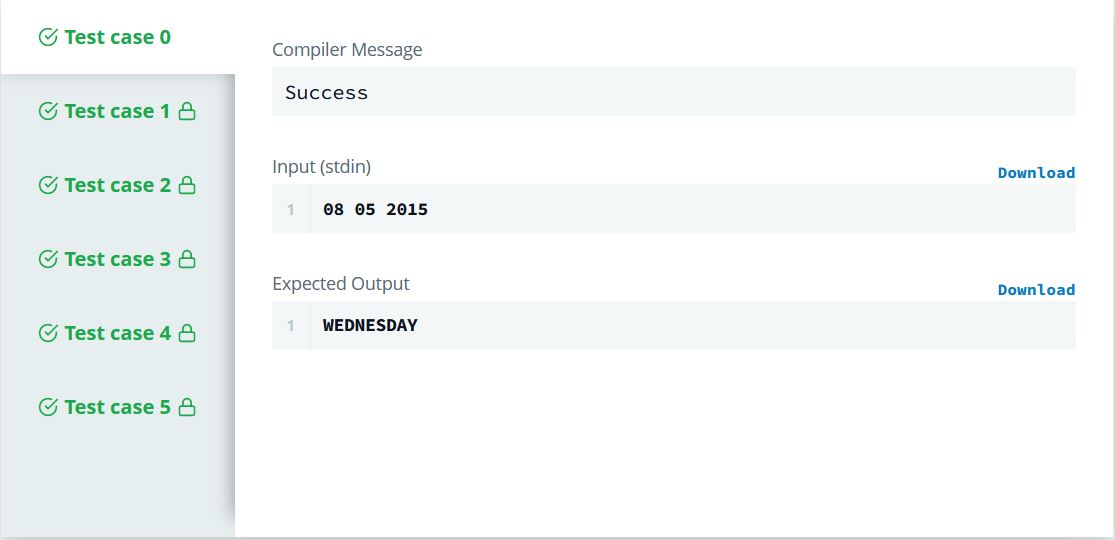 Test case 0
Test case 1
Test case 2
Test case 3
Test case 4
Test case 5
Compiler Message
Success
Input (stdin)
Download
1 08 05 2015
Expected Output
Download
1 WEDNESDAY